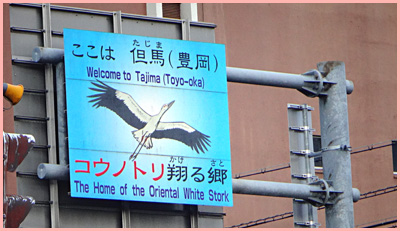 たじま
ここは 但馬(豊岡)
Welcome to Tajima (Toyo-oka)
かけ さと
コウノトリ翔る郷
The Home of the Oriental White Stork